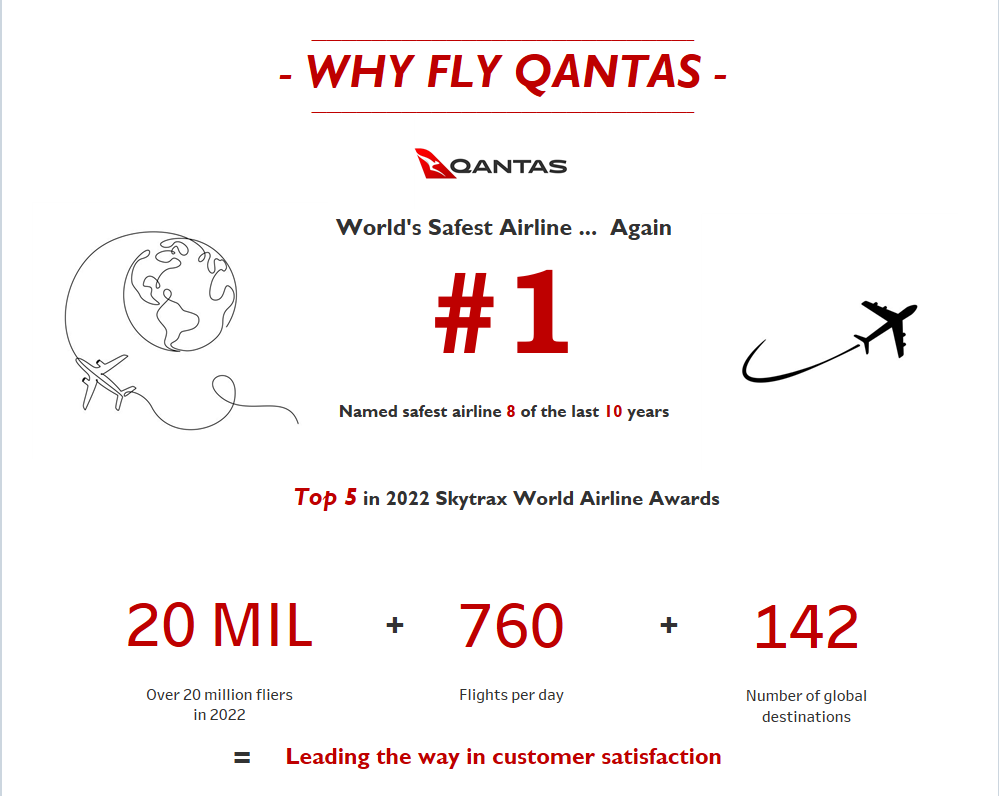 - WHY FLY QANTAS -
QANTAS
World's Safest Airline ... Again
#1
Named safest airline 8 of the last 10 years
Top 5 in 2022 Skytrax World Airline Awards
20 MIL + 760 + 142
Over 20 million fliers
in 2022
Flights per day
Number of global
destinations
= Leading the way in customer satisfaction